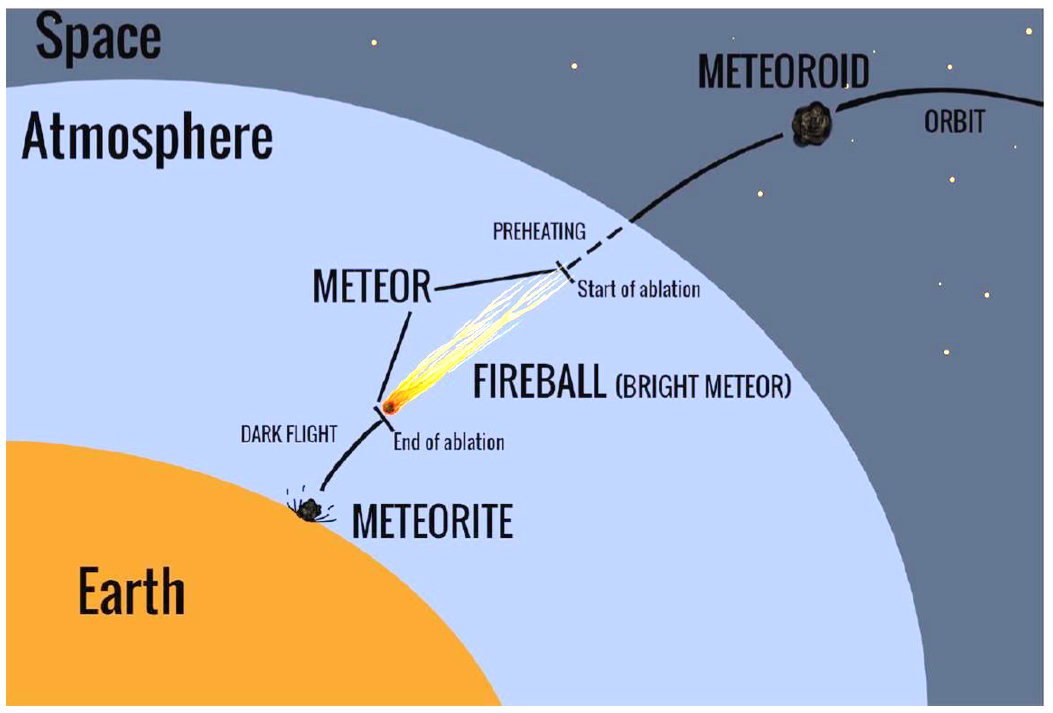 Space
METEOROID
ORBIT
Atmosphere
PREHEATING
METEOR
Start of ablation
FIREBALL (BRIGHT METEOR)
DARK FLIGHT
End of ablation
METEORITE
Earth